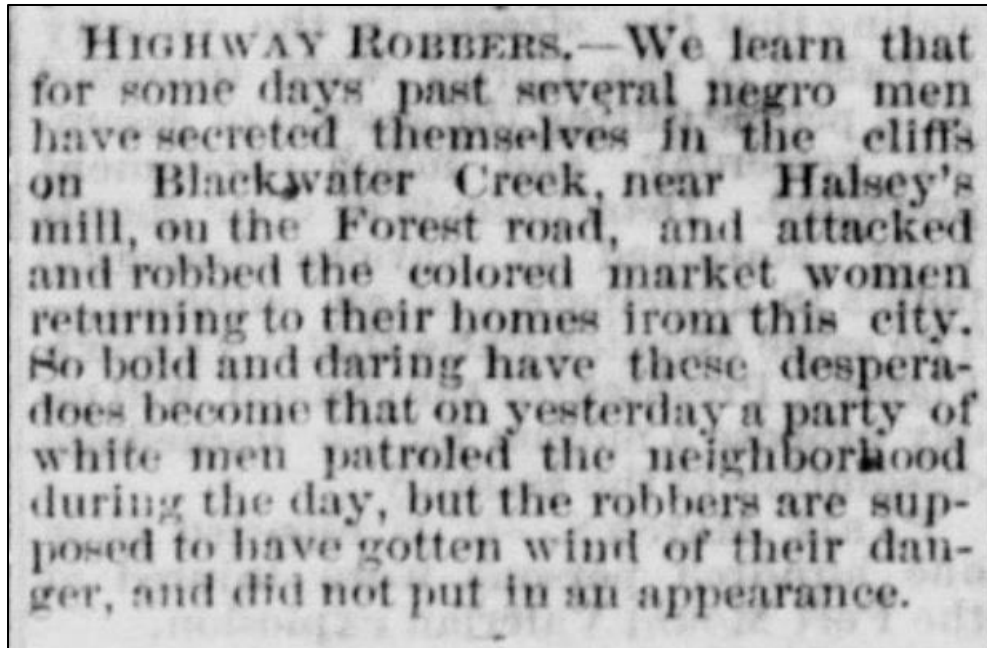 HIGHWAY ROBBERS.—We learn that
for some days past several negro men
have secreted themselves in the cliffs
on Blackwater Creek, near Halsey's
mill, ou the Forest road, and attacked
and robbed the colored market women
returning to their homes irom this city.
So bold and daring have these despera-
does become that on yesterday a party of
white men patroled the neighborhood
during the day, but the robbers are sup-
posed to have gotten wind of their dan-
ger, and did not put in an appearance.